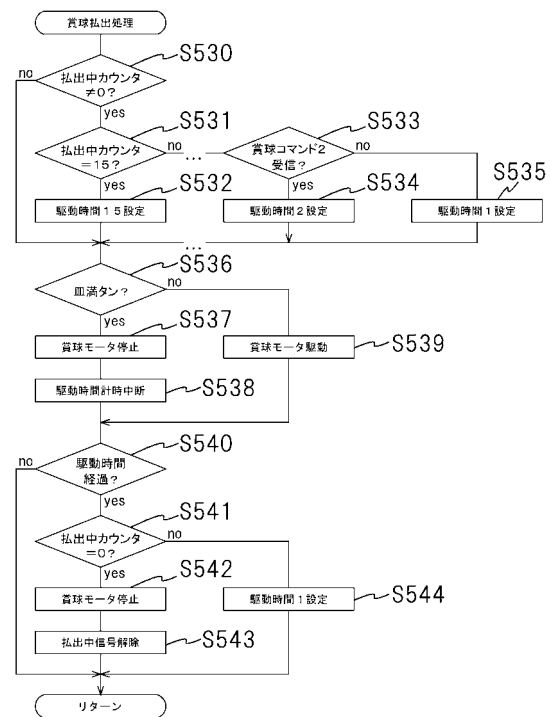 賞球払出処理
S530
no
払出中カウンタ
≠0？
yes
S531
払出中カウンタ
＝15？
no
...
S533
賞球コマンド2
受信？
no
yes
S532
yes
S534
S535
駆動時間１５設定
駆動時間２設定
駆動時間１設定
...
S536
皿満タン？
no
yes
S537
賞球モータ停止
賞球モータ駆動
S539
駆動時間計時中断
S538
S540
no
駆動時間
経過？
yes
S541
払出中カウンタ
＝0？
no
yes
S542
賞球モータ停止
駆動時間１設定
S544
払出中信号解除
S543
リターン